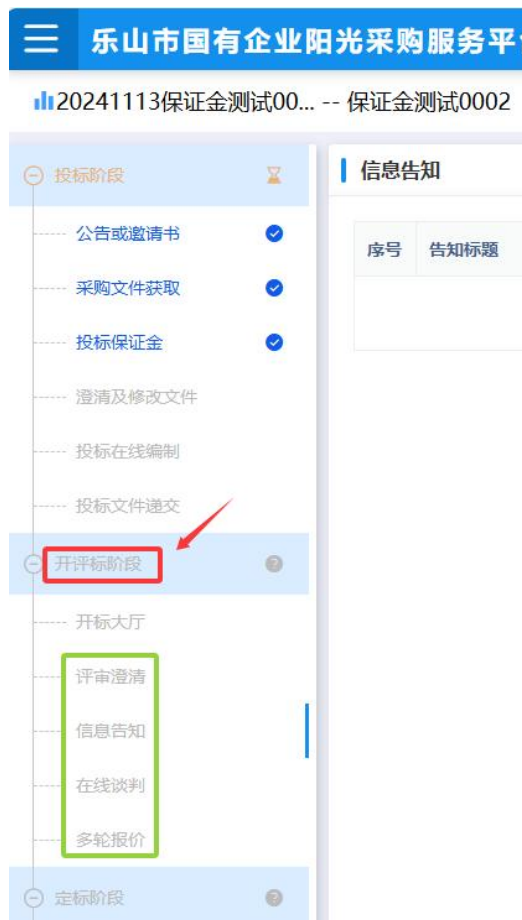 乐山市国有企业阳光采购服务平
20241113保证金测试00... -- 保证金测试0002
投标阶段
公告或邀请书
采购文件获取
投标保证金
澄清及修改文件
投标在线编制
投标文件递交
开评标阶段
开标大厅
评审澄清
信息告知
在线谈判
多轮报价
定标阶段
信息告知
序号 告知标题